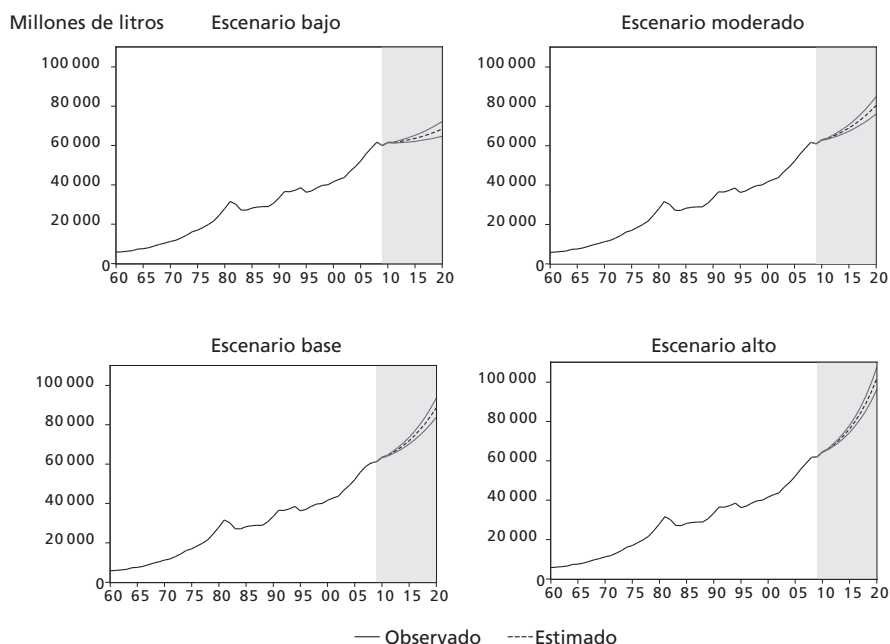 Millones de litros Escenario bajo Escenario moderado
100 000 100 000
80 000 80 000
60 000 60 000
40 000 40 000
20 000 20 000
0 0
60 65 70 75 80 85 90 95 00 05 10 15 20 60 65 70 75 80 85 90 95 00 05 10 15 20
Escenario base Escenario alto
100 000 100 000
80 000 80 000
60 000 60 000
40 000 40 000
20 000 20 000
0 0
60 65 70 75 80 85 90 95 00 05 10 15 20 60 65 70 75 80 85 90 95 00 05 10 15 20
Observado Estimado